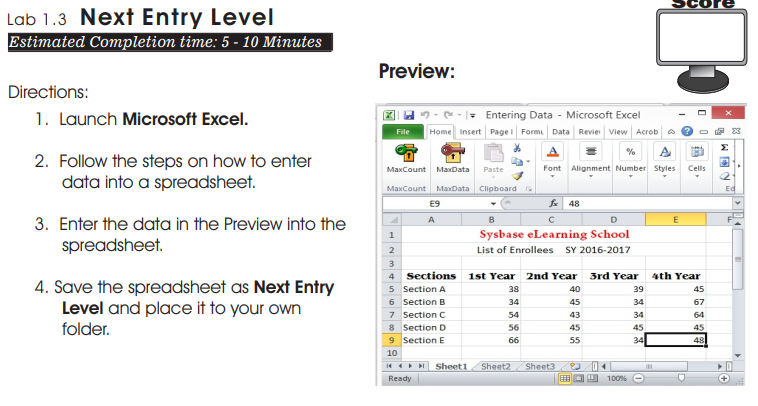 Score
Lab 1.3 Next Entry Level
Estimated Completion time: 5 - 10 Minutes
Directions:
1. Launch Microsoft Excel.
2. Follow the steps on how to enter
data into a spreadsheet.
3. Enter the data in the Preview into the
spreadsheet.
4. Save the spreadsheet as Next Entry
Level and place it to your own
folder.
Preview:
Entering Data - Microsoft Excel
File Home Insert Page l Formu Data Review View Acrob
MaxCount MaxData Paste Font Alignment Number Styles Cells
MaxCount MaxData Clipboard Ed
E9 fx 48
A B C D E F
1 Sysbase eLearning School
2 List of Enrollees SY 2016-2017
3
4 Sections 1st Year 2nd Year 3rd Year 4th Year
5 Section A 38 40 39 45
6 Section B 34 45 34 67
7 Section C 54 43 34 64
8 Section D 56 45 45 45
9 Section E 66 55 34 48
10
Sheet1 Sheet2 Sheet3
Ready 100%